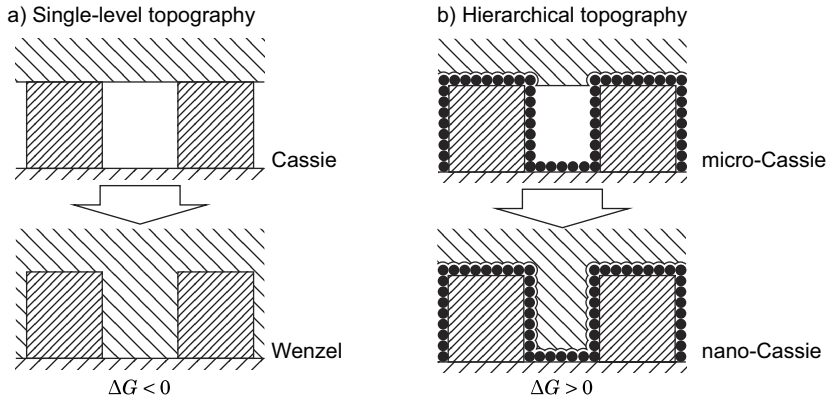 a) Single-level topography
Cassie
Wenzel
ΔG < 0
b) Hierarchical topography
micro-Cassie
nano-Cassie
ΔG > 0